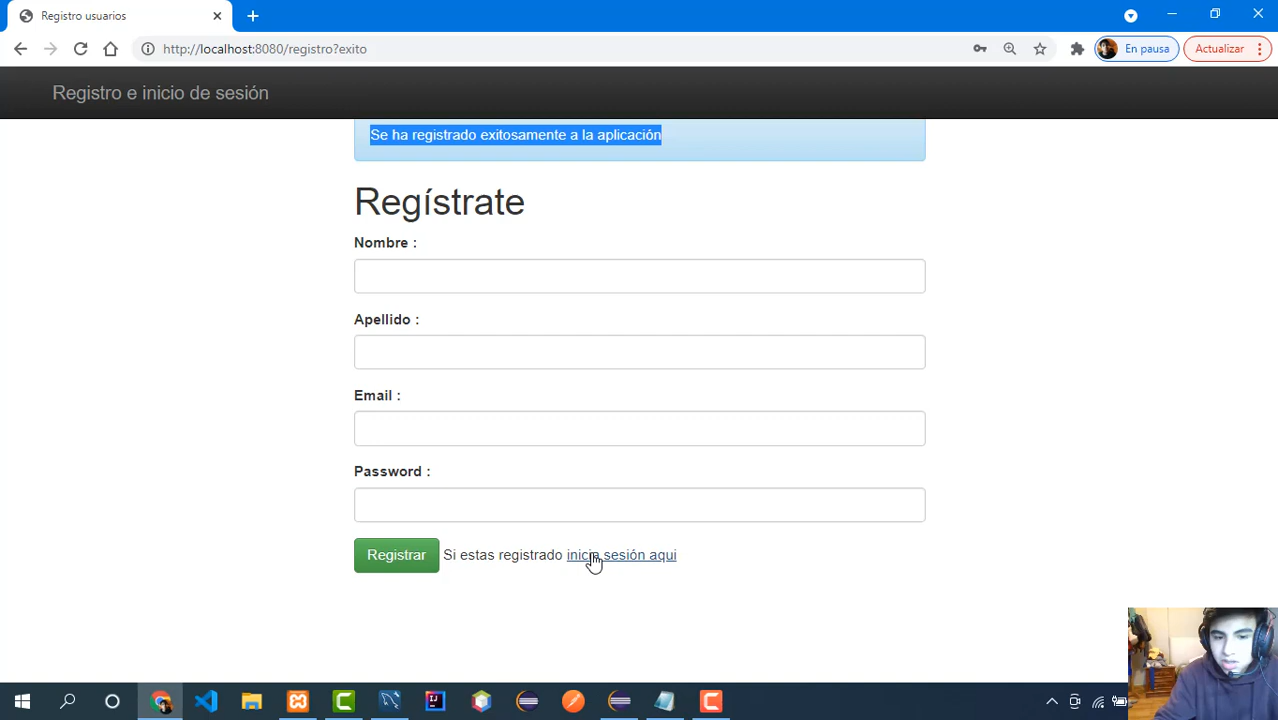 Registro usuarios
http://localhost:8080/registro?exito
En pausa
Actualizar
Registro e inicio de sesión
Se ha registrado exitosamente a la aplicación
Regístrate
Nombre :
Apellido :
Email :
Password :
Registrar Si estas registrado inicia sesión aqui